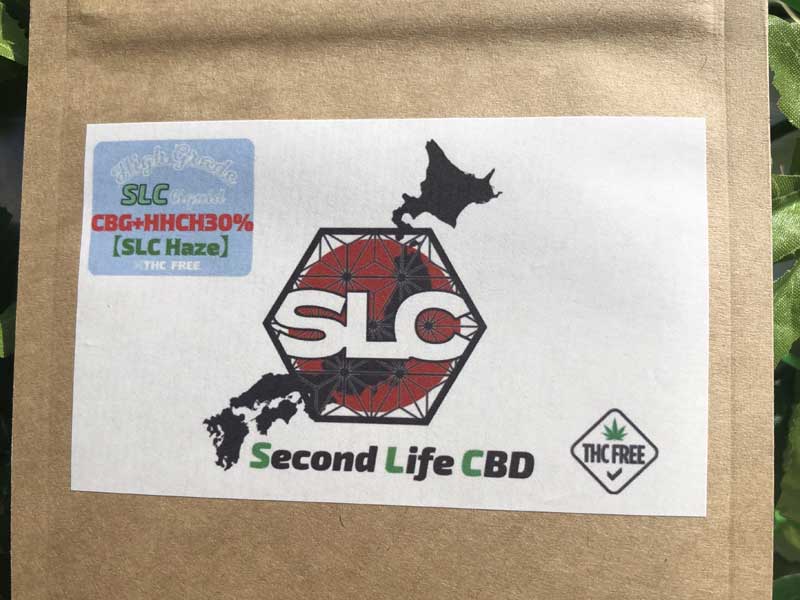 High Grade
SLC liquid
CBG+HHCH30%
【SLC Haze】
THC FREE
SLC
Second Life CBD
THC FREE